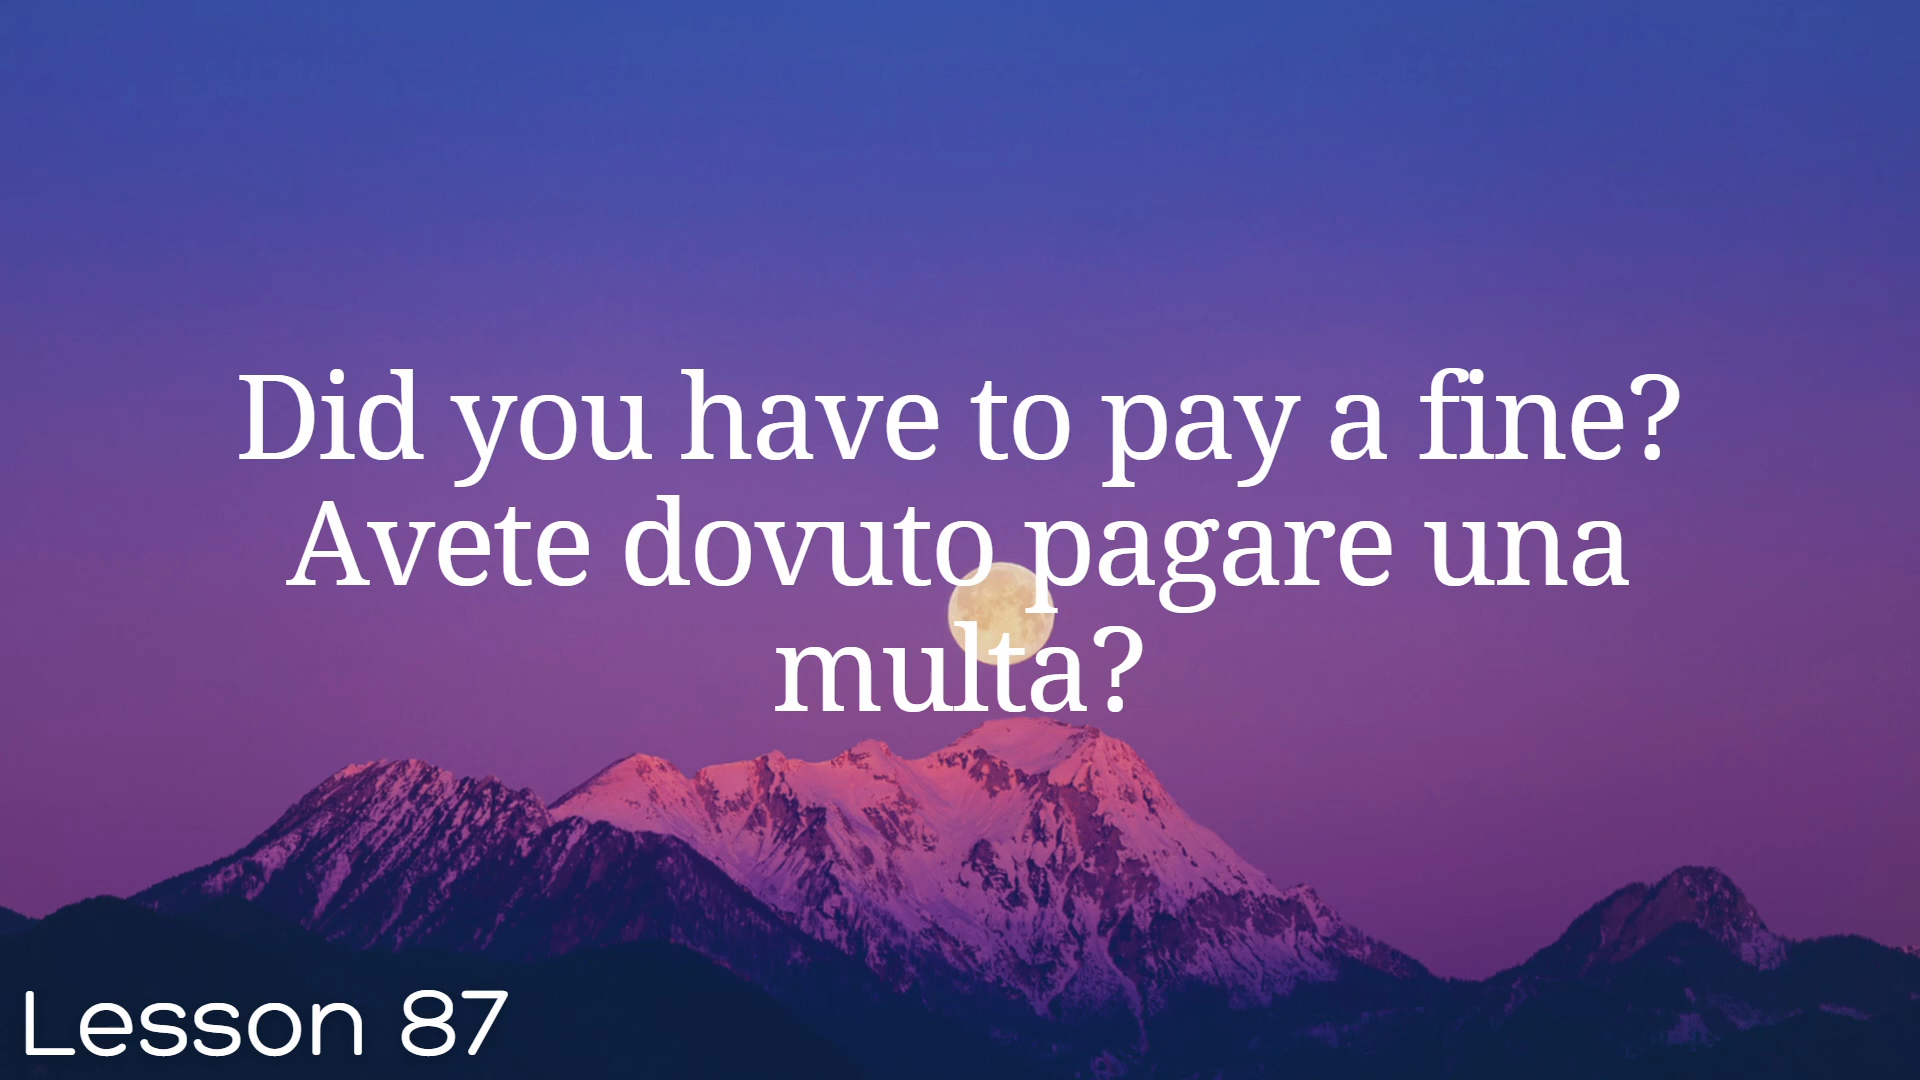 Did you have to pay a fine?
Avete dovuto pagare una
multa?
Lesson 87